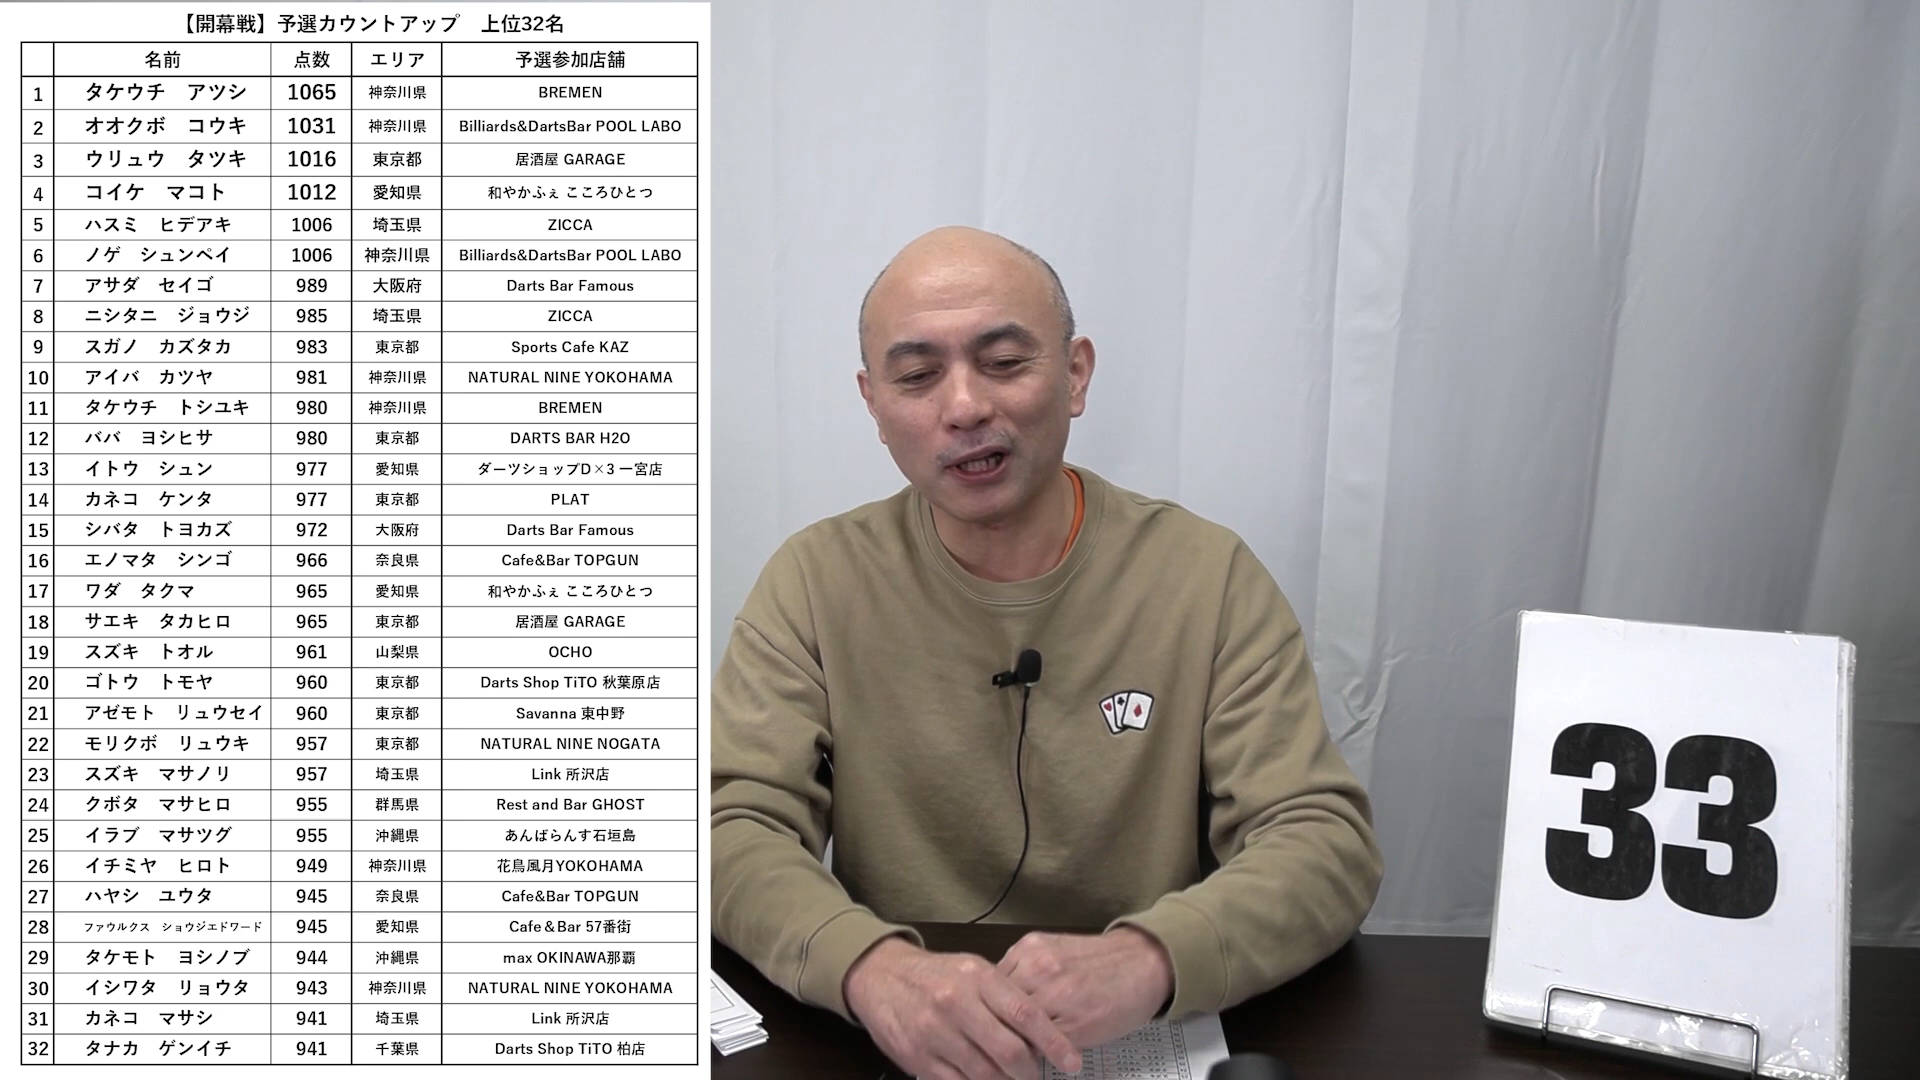 【開幕戦】予選カウントアップ 上位32名
名前 点数 エリア 予選参加店舗
1 タケウチ アツシ 1065 神奈川県 BREMEN
2 オオクボ コウキ 1031 神奈川県 Billiards&DartsBar POOL LABO
3 ウリュウ タツキ 1016 東京都 居酒屋 GARAGE
4 コイケ マコト 1012 愛知県 和やかふぇ こころひとつ
5 ハスミ ヒデアキ 1006 埼玉県 ZICCA
6 ノゲ シュンペイ 1006 神奈川県 Billiards&DartsBar POOL LABO
7 アサダ セイゴ 989 大阪府 Darts Bar Famous
8 ニシタニ ジョウジ 985 埼玉県 ZICCA
9 スガノ カズタカ 983 東京都 Sports Cafe KAZ
10 アイバ カツヤ 981 神奈川県 NATURAL NINE YOKOHAMA
11 タケウチ トシユキ 980 神奈川県 BREMEN
12 ババ ヨシヒサ 980 東京都 DARTS BAR H2O
13 イトウ シュン 977 愛知県 ダーツショップD×3 一宮店
14 カネコ ケンタ 977 東京都 PLAT
15 シバタ トヨカズ 972 大阪府 Darts Bar Famous
16 エノマタ シンゴ 966 奈良県 Cafe&Bar TOPGUN
17 ワダ タクマ 965 愛知県 和やかふぇ こころひとつ
18 サエキ タカヒロ 965 東京都 居酒屋 GARAGE
19 スズキ トオル 961 山梨県 OCHO
20 ゴトウ トモヤ 960 東京都 Darts Shop TiTO 秋葉原店
21 アゼモト リュウセイ 960 東京都 Savanna 東中野
22 モリクボ リュウキ 957 東京都 NATURAL NINE NOGATA
23 スズキ マサノリ 957 埼玉県 Link 所沢店
24 クボタ マサヒロ 955 群馬県 Rest and Bar GHOST
25 イラブ マサツグ 955 沖縄県 あんばらんす石垣島
26 イチミヤ ヒロト 949 神奈川県 花鳥風月YOKOHAMA
27 ハヤシ ユウタ 945 奈良県 Cafe&Bar TOPGUN
28 ファウルクス ショウジエドワード 945 愛知県 Cafe＆Bar 57番街
29 タケモト ヨシノブ 944 沖縄県 max OKINAWA那覇
30 イシワタ リョウタ 943 神奈川県 NATURAL NINE YOKOHAMA
31 カネコ マサシ 941 埼玉県 Link 所沢店
32 タナカ ゲンイチ 941 千葉県 Darts Shop TiTO 柏店
33